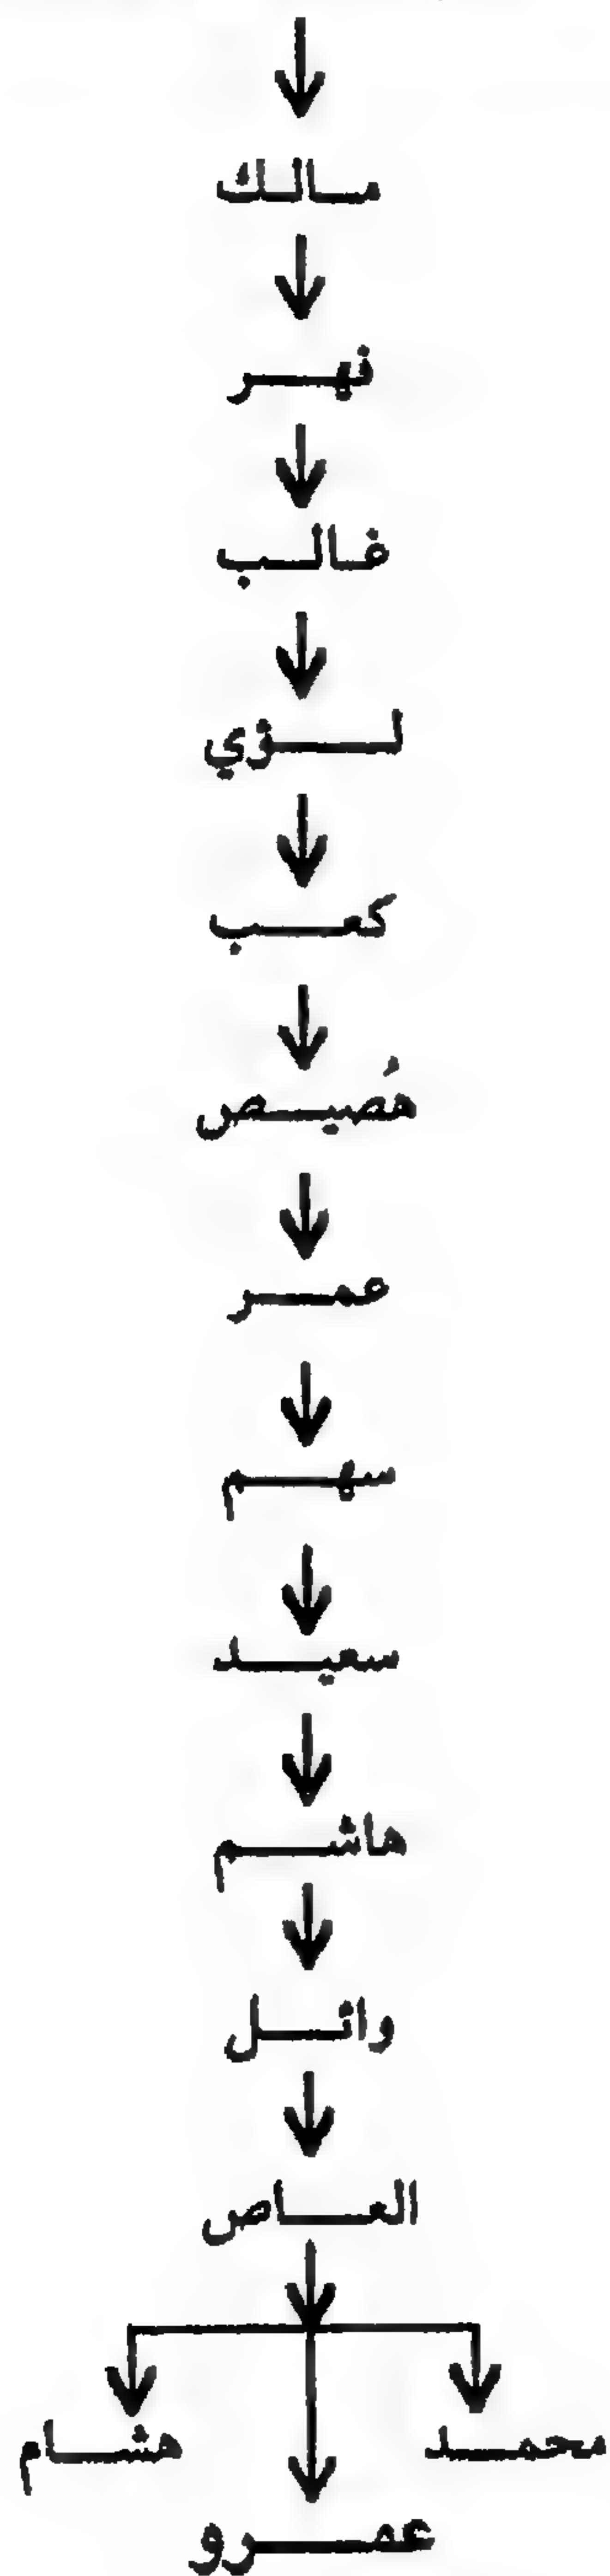 مالك
فهر
غالب
لؤي
كعب
هُصيص
عمر
سهم
سعيد
هاشم
وائل
العاص
محمد
هشام
عمرو